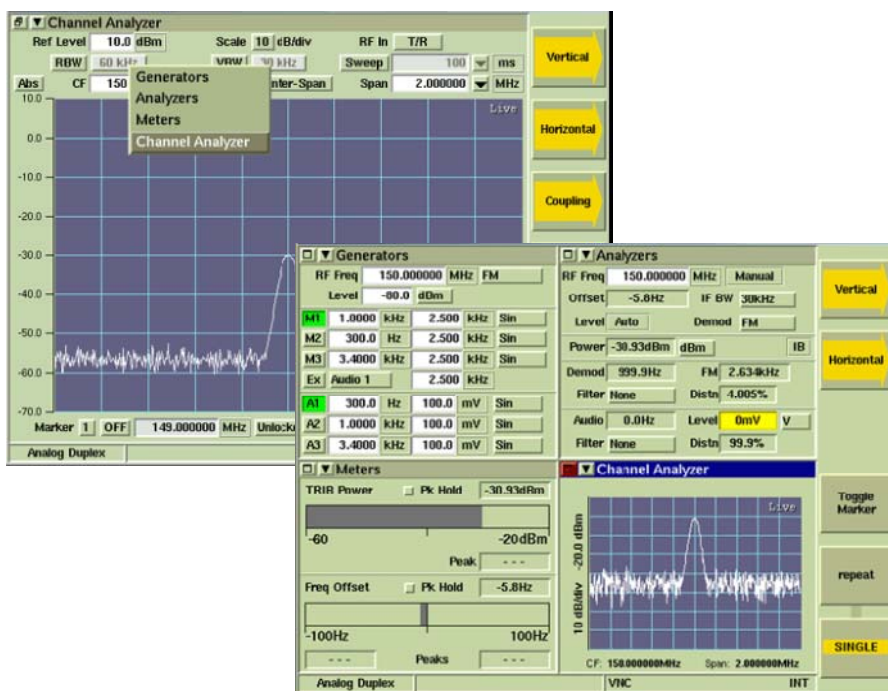 Channel Analyzer
Ref Level 10.0 dBm Scale 10 dB/div RF In T/R
RBW 60 kHz VBW 30 kHz Sweep 100 ms
Abs CF 150 nter-Span Span 2.000000 MHz
Generators
Analyzers
Meters
Channel Analyzer
Live
10.0
0.0
-10.0
-20.0
-30.0
-40.0
-50.0
-60.0
-70.0
Marker 1 OFF 149.000000 MHz
Analog Duplex
Vertical
Horizontal
Coupling
Generators
RF Freq 150.000000 MHz FM
Level -80.0 dBm
M1 1.0000 kHz 2.500 kHz Sin
M2 300.0 Hz 2.500 kHz Sin
M3 3.4000 kHz 2.500 kHz Sin
Ex Audio 1 2.500 kHz
A1 300.0 Hz 100.0 mV Sin
A2 1.0000 kHz 100.0 mV Sin
A3 3.4000 kHz 100.0 mV Sin
Analyzers
RF Freq 150.000000 MHz Manual
Offset -5.8Hz IF BW 30kHz
Level Auto Demod FM
Power -30.93dBm dBm IB
Demod 999.9Hz FM 2.634kHz
Filter None Distn 4.005%
Audio 0.0Hz Level 0mV V
Filter None Distn 99.9%
Meters
TRIB Power Pk Hold -30.93dBm
-60 -20dBm
Peak - - -
Freq Offset Pk Hold -5.8Hz
-100Hz 100Hz
- - - Peaks - - -
Channel Analyzer
Live
10 dB/div -20.0 dBm
CF: 150.000000MHz Span: 2.000000MHz
Analog Duplex VNC INT
Vertical
Horizontal
Toggle
Marker
repeat
SINGLE